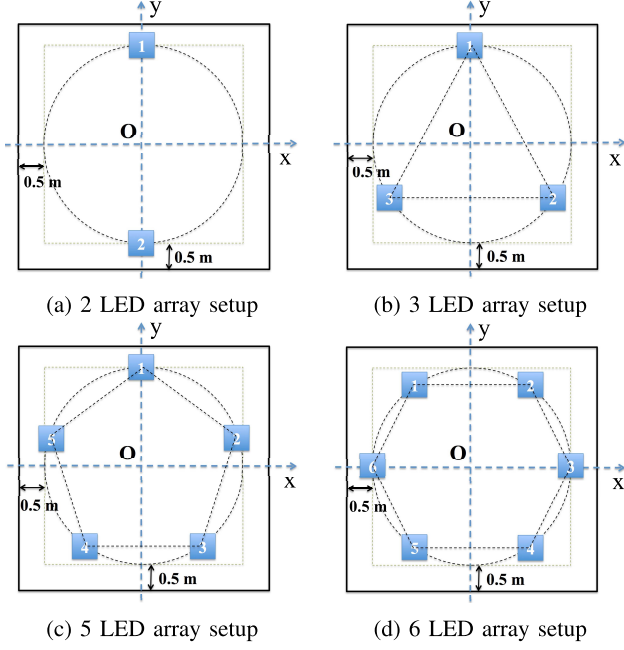 y
1
O
x
0.5 m
2
0.5 m
(a) 2 LED array setup
y
1
O
x
0.5 m
3
2
0.5 m
(b) 3 LED array setup
y
1
5
2
O
x
0.5 m
4
3
0.5 m
(c) 5 LED array setup
y
1
2
O
6
3
x
0.5 m
5
4
0.5 m
(d) 6 LED array setup